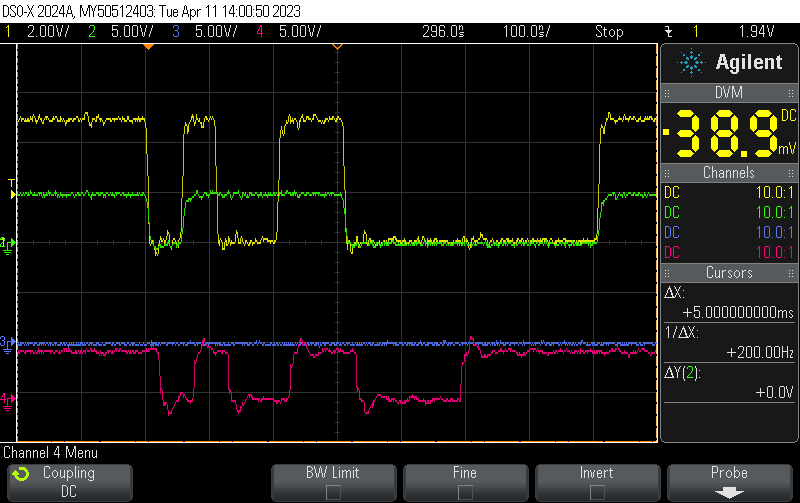 DSO-X 2024A, MY50512403: Tue Apr 11 14:00:50 2023
1 2.00V/ 2 5.00V/ 3 5.00V/ 4 5.00V/ 296.0s 100.0s/ Stop 1 1.94V
Agilent
DVM
-38.9 DC mV
Channels
DC 10.0:1
DC 10.0:1
DC 10.0:1
DC 10.0:1
Cursors
ΔX:
+5.000000000ms
1/ΔX:
+200.00Hz
ΔY(2):
+0.0V
T
2
3
4
Channel 4 Menu
Coupling
DC
BW Limit
Fine
Invert
Probe